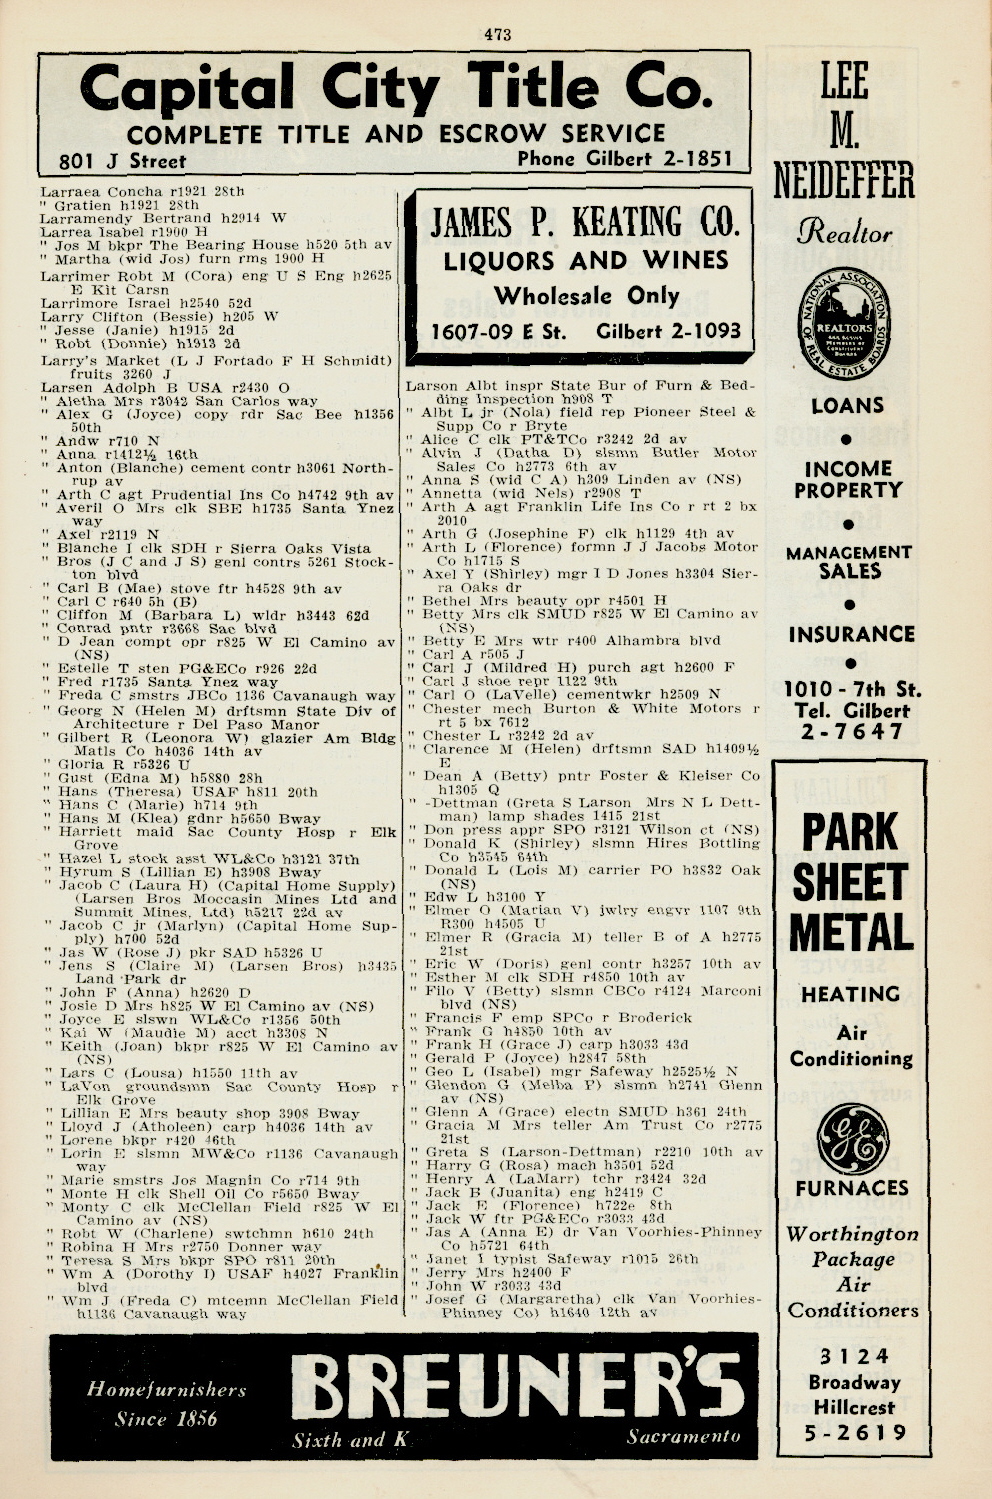 473
Capital City Title Co.
COMPLETE TITLE AND ESCROW SERVICE
801 J Street Phone Gilbert 2-1851
Larraea Concha r1921 28th
" Gratien h1921 28th
Larramendy Bertrand h2914 W
Larrea Isabel r1900 H
" Jos M bkpr The Bearing House h520 5th av
" Martha (wid Jos) furn rms 1900 H
Larrimer Robt M (Cora) eng U S Eng h2625
E Kit Carsn
Larrimore Israel h2540 52d
Larry Clifton (Bessie) h205 W
" Jesse (Janie) h1915 2d
" Robt (Donnie) h1913 2d
Larry's Market (L J Fortado F H Schmidt)
fruits 3260 J
Larsen Adolph B USA r2430 O
" Aletha Mrs r3042 San Carlos way
" Alex G (Joyce) copy rdr Sac Bee h1356
50th
" Andw r710 N
" Anna r1412½ 16th
" Anton (Blanche) cement contr h3061 North-
rup av
" Arth C agt Prudential Ins Co h4742 9th av
" Averil O Mrs clk SBE h1735 Santa Ynez
way
" Axel r2119 N
" Blanche I clk SDH r Sierra Oaks Vista
" Bros (J C and J S) genl contrs 5261 Stock-
ton blvd
" Carl B (Mae) stove ftr h4528 9th av
" Carl C r640 5h (B)
" Cliffon M (Barbara L) wldr h3443 62d
" Conrad pntr r3668 Sac blvd
" D Jean compt opr r825 W El Camino av
(NS)
" Estelle T sten PG&ECo r926 22d
" Fred r1735 Santa Ynez way
" Freda C smstrs JBCo 1136 Cavanaugh way
" Georg N (Helen M) drftsmn State Div of
Architecture r Del Paso Manor
" Gilbert R (Leonora W) glazier Am Bldg
Matls Co h4036 14th av
" Gloria R r5326 U
" Gust (Edna M) h5880 28h
" Hans (Theresa) USAF h811 20th
" Hans C (Marie) h714 9th
" Hans M (Klea) gdnr h5650 Bway
" Harriett maid Sac County Hosp r Elk
Grove
" Hazel L stock asst WL&Co h3121 37th
" Hyrum S (Lillian E) h3908 Bway
" Jacob C (Laura H) (Capital Home Supply)
(Larsen Bros Moccasin Mines Ltd and
Summit Mines, Ltd) h5217 22d av
" Jacob C jr (Marlyn) (Capital Home Sup-
ply) h700 52d
" Jas W (Rose J) pkr SAD h5326 U
" Jens S (Claire M) (Larsen Bros) h3435
Land Park dr
" John F (Anna) h2620 D
" Josie D Mrs h825 W El Camino av (NS)
" Joyce E slswn WL&Co r1356 50th
" Kai W (Maudie M) acct h3308 N
" Keith (Joan) bkpr r825 W El Camino av
(NS)
" Lars C (Lousa) h1550 11th av
" LaVon groundsmn Sac County Hosp r
Elk Grove
" Lillian E Mrs beauty shop 3908 Bway
" Lloyd J (Atholeen) carp h4036 14th av
" Lorene bkpr r420 46th
" Lorin E slsmn MW&Co r1136 Cavanaugh
way
" Marie smstrs Jos Magnin Co r714 9th
" Monte H clk Shell Oil Co r5650 Bway
" Monty C clk McClellan Field r825 W El
Camino av (NS)
" Robt W (Charlene) swtchmn h610 24th
" Robina H Mrs r2750 Donner way
" Teresa S Mrs bkpr SPO r811 20th
" Wm A (Dorothy I) USAF h4027 Franklin
blvd
" Wm J (Freda C) mtcemn McClellan Field
h1136 Cavanaugh way
JAMES P. KEATING CO.
LIQUORS AND WINES
Wholesale Only
1607-09 E St. Gilbert 2-1093
Larson Albt inspr State Bur of Furn & Bed-
ding Inspection h908 T
" Albt L jr (Nola) field rep Pioneer Steel &
Supp Co r Bryte
" Alice C clk PT&TCo r3242 2d av
" Alvin J (Datha D) slsmn Butler Motor
Sales Co h2773 6th av
" Anna S (wid C A) h309 Linden av (NS)
" Annetta (wid Nels) r2908 T
" Arth A agt Franklin Life Ins Co r rt 2 bx
2010
" Arth G (Josephine F) clk h1129 4th av
" Arth L (Florence) formn J J Jacobs Motor
Co h1715 S
" Axel Y (Shirley) mgr I D Jones h3304 Sier-
ra Oaks dr
" Bethel Mrs beauty opr r4501 H
" Betty Mrs clk SMUD r825 W El Camino av
(NS)
" Betty E Mrs wtr r400 Alhambra blvd
" Carl A r505 J
" Carl J (Mildred H) purch agt h2600 F
" Carl J shoe repr 1122 9th
" Carl O (LaVelle) cementwkr h2509 N
" Chester mech Burton & White Motors r
rt 5 bx 7612
" Chester L r3242 2d av
" Clarence M (Helen) drftsmn SAD h1409½
E
" Dean A (Betty) pntr Foster & Kleiser Co
h1305 Q
" -Dettman (Greta S Larson Mrs N L Dett-
man) lamp shades 1415 21st
" Don press appr SPO r3121 Wilson ct (NS)
" Donald K (Shirley) slsmn Hires Bottling
Co h3545 64th
" Donald L (Lois M) carrier PO h3832 Oak
(NS)
" Edw L h3100 Y
" Elmer O (Marian V) jwlry engvr 1107 9th
R300 h4505 U
" Elmer R (Gracia M) teller B of A h2775
21st
" Eric W (Doris) genl contr h3257 10th av
" Esther M clk SDH r4850 10th av
" Filo V (Betty) slsmn CBCo r4124 Marconi
blvd (NS)
" Francis F emp SPCo r Broderick
" Frank G h4850 10th av
" Frank H (Grace J) carp h3033 43d
" Gerald P (Joyce) h2847 58th
" Geo L (Isabel) mgr Safeway h2525½ N
" Glendon G (Melba P) slsmn h2741 Glenn
av (NS)
" Glenn A (Grace) electn SMUD h361 24th
" Gracia M Mrs teller Am Trust Co r2775
21st
" Greta S (Larson-Dettman) r2210 10th av
" Harry G (Rosa) mach h3501 52d
" Henry A (LaMarr) tchr r3424 32d
" Jack B (Juanita) eng h2419 C
" Jack E (Florence) h722e 8th
" Jack W ftr PG&ECo r3033 43d
" Jas A (Anna E) dr Van Voorhies-Phinney
Co h5721 64th
" Janet I typist Safeway r1015 26th
" Jerry Mrs h2400 F
" John W r3033 43d
" Josef G (Margaretha) clk Van Voorhies-
Phinney Co) h1640 12th av
LEE
M.
NEIDEFFER
Realtor
NATIONAL ASSOCIATION
OF REAL ESTATE BOARDS
REALTORS
LOANS
•
INCOME
PROPERTY
•
MANAGEMENT
SALES
•
INSURANCE
•
1010 - 7th St.
Tel. Gilbert
2-7647
PARK
SHEET
METAL
HEATING
Air
Conditioning
GE
FURNACES
Worthington
Package
Air
Conditioners
3124
Broadway
Hillcrest
5-2619
Homefurnishers
Since 1856
BREUNER'S
Sixth and K Sacramento